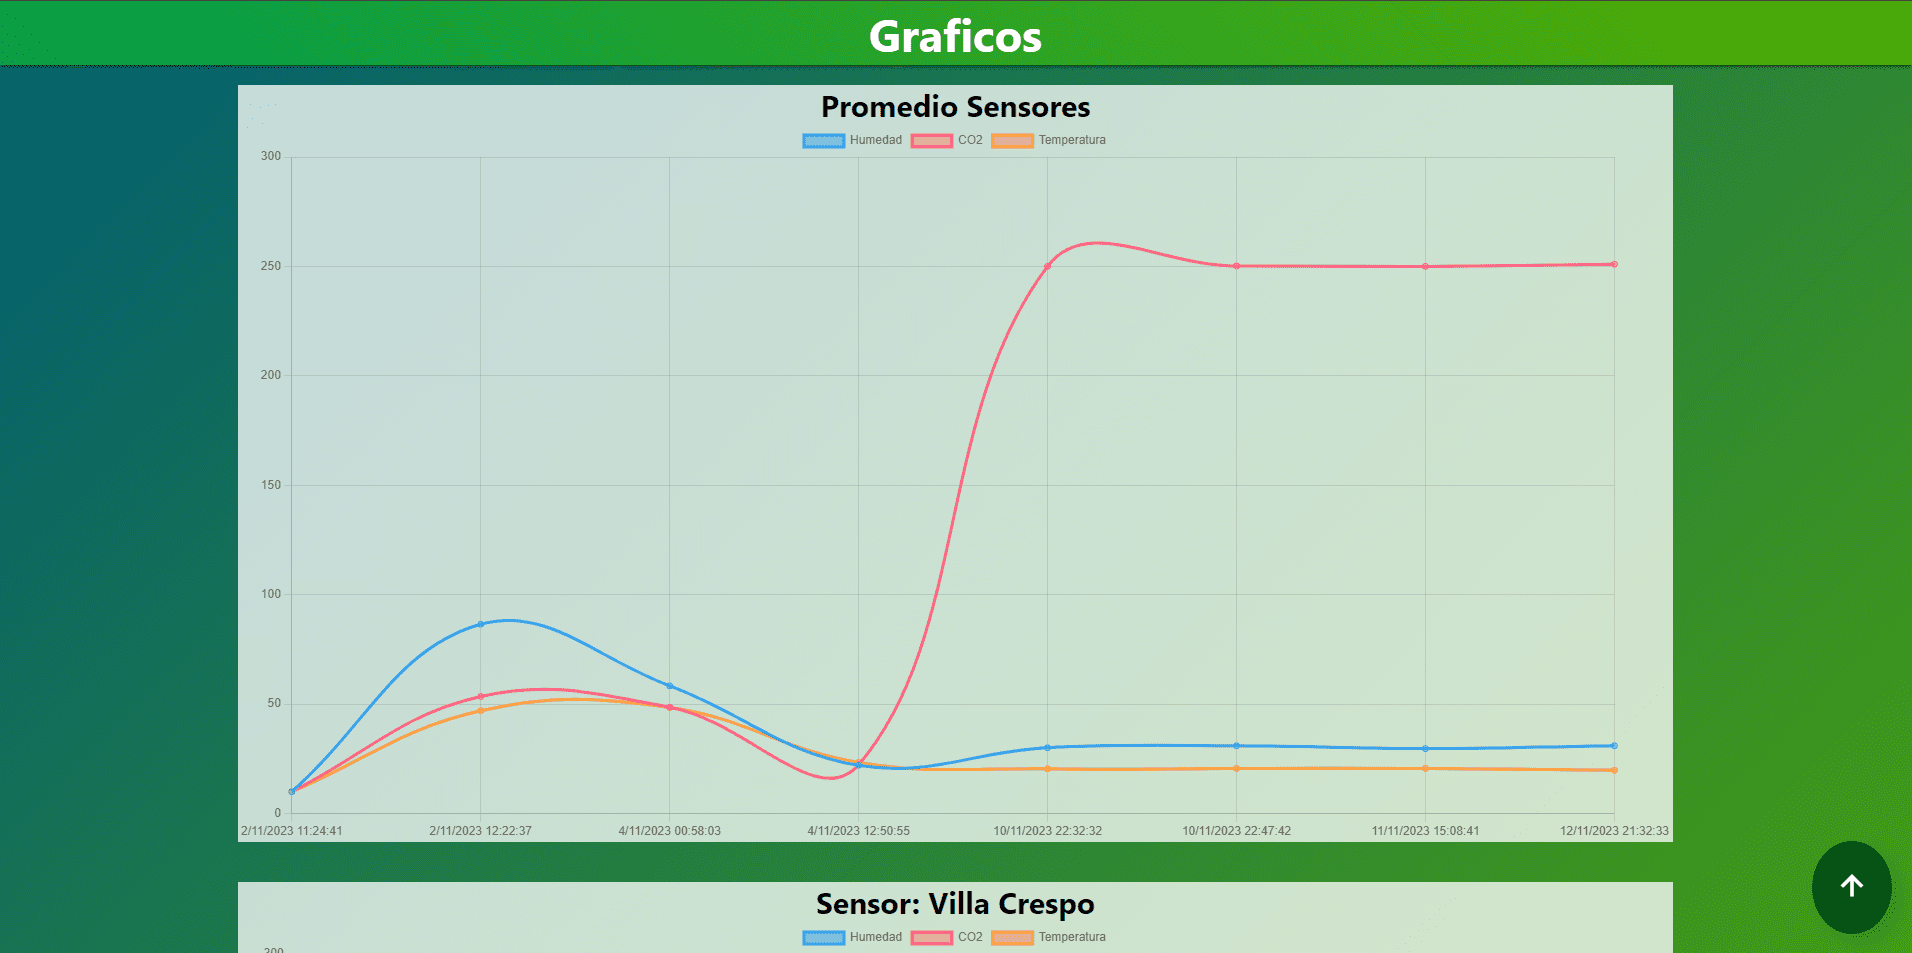 Graficos
Promedio Sensores
Humedad CO2 Temperatura
300
250
200
150
100
50
0
2/11/2023 11:24:41 2/11/2023 12:22:37 4/11/2023 00:58:03 4/11/2023 12:50:55 10/11/2023 22:32:32 10/11/2023 22:47:42 11/11/2023 15:08:41 12/11/2023 21:32:33
Sensor: Villa Crespo
Humedad CO2 Temperatura
300